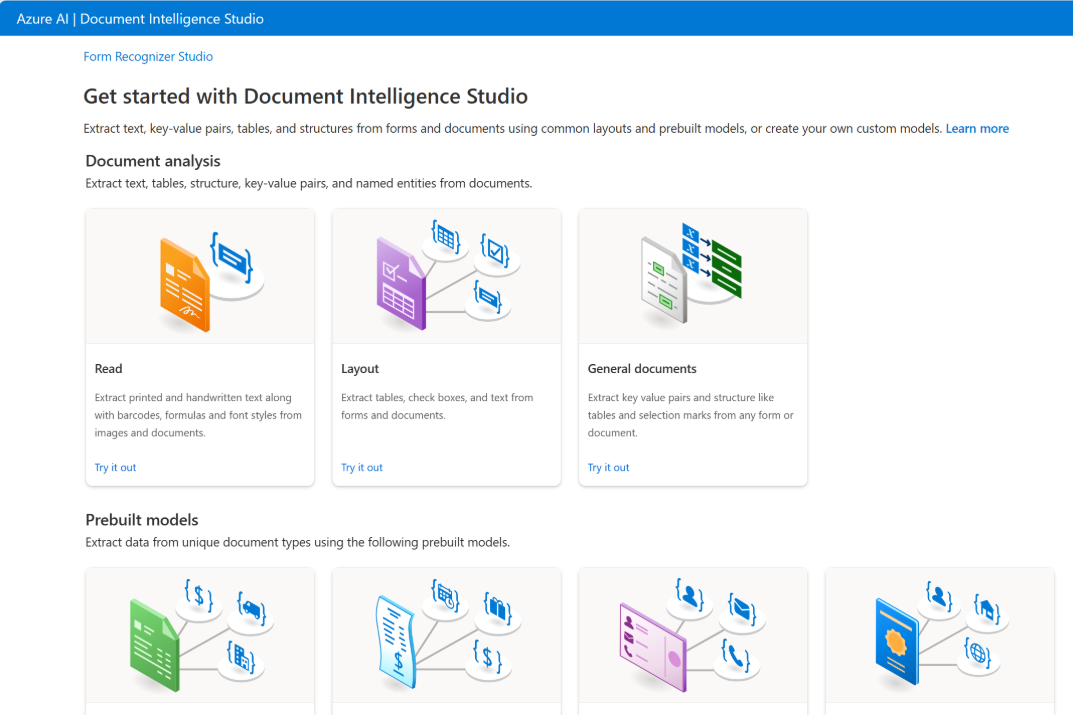 Azure AI | Document Intelligence Studio
Form Recognizer Studio
Get started with Document Intelligence Studio
Extract text, key-value pairs, tables, and structures from forms and documents using common layouts and prebuilt models, or create your own custom models. Learn more
Document analysis
Extract text, tables, structure, key-value pairs, and named entities from documents.
Read
Extract printed and handwritten text along
with barcodes, formulas and font styles from
images and documents.
Try it out
Layout
Extract tables, check boxes, and text from
forms and documents.
Try it out
General documents
Extract key value pairs and structure like
tables and selection marks from any form or
document.
Try it out
Prebuilt models
Extract data from unique document types using the following prebuilt models.